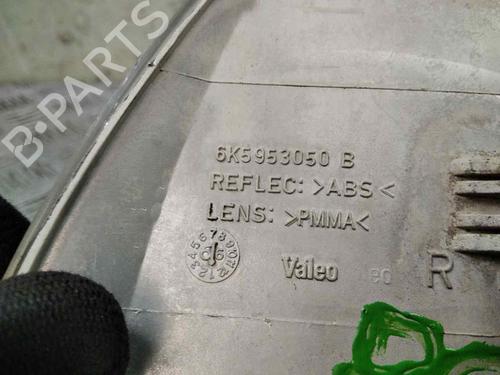 6K5953050 B
REFLEC: >ABS<
LENS: >PMMA<
Valeo
R
B-PARTS